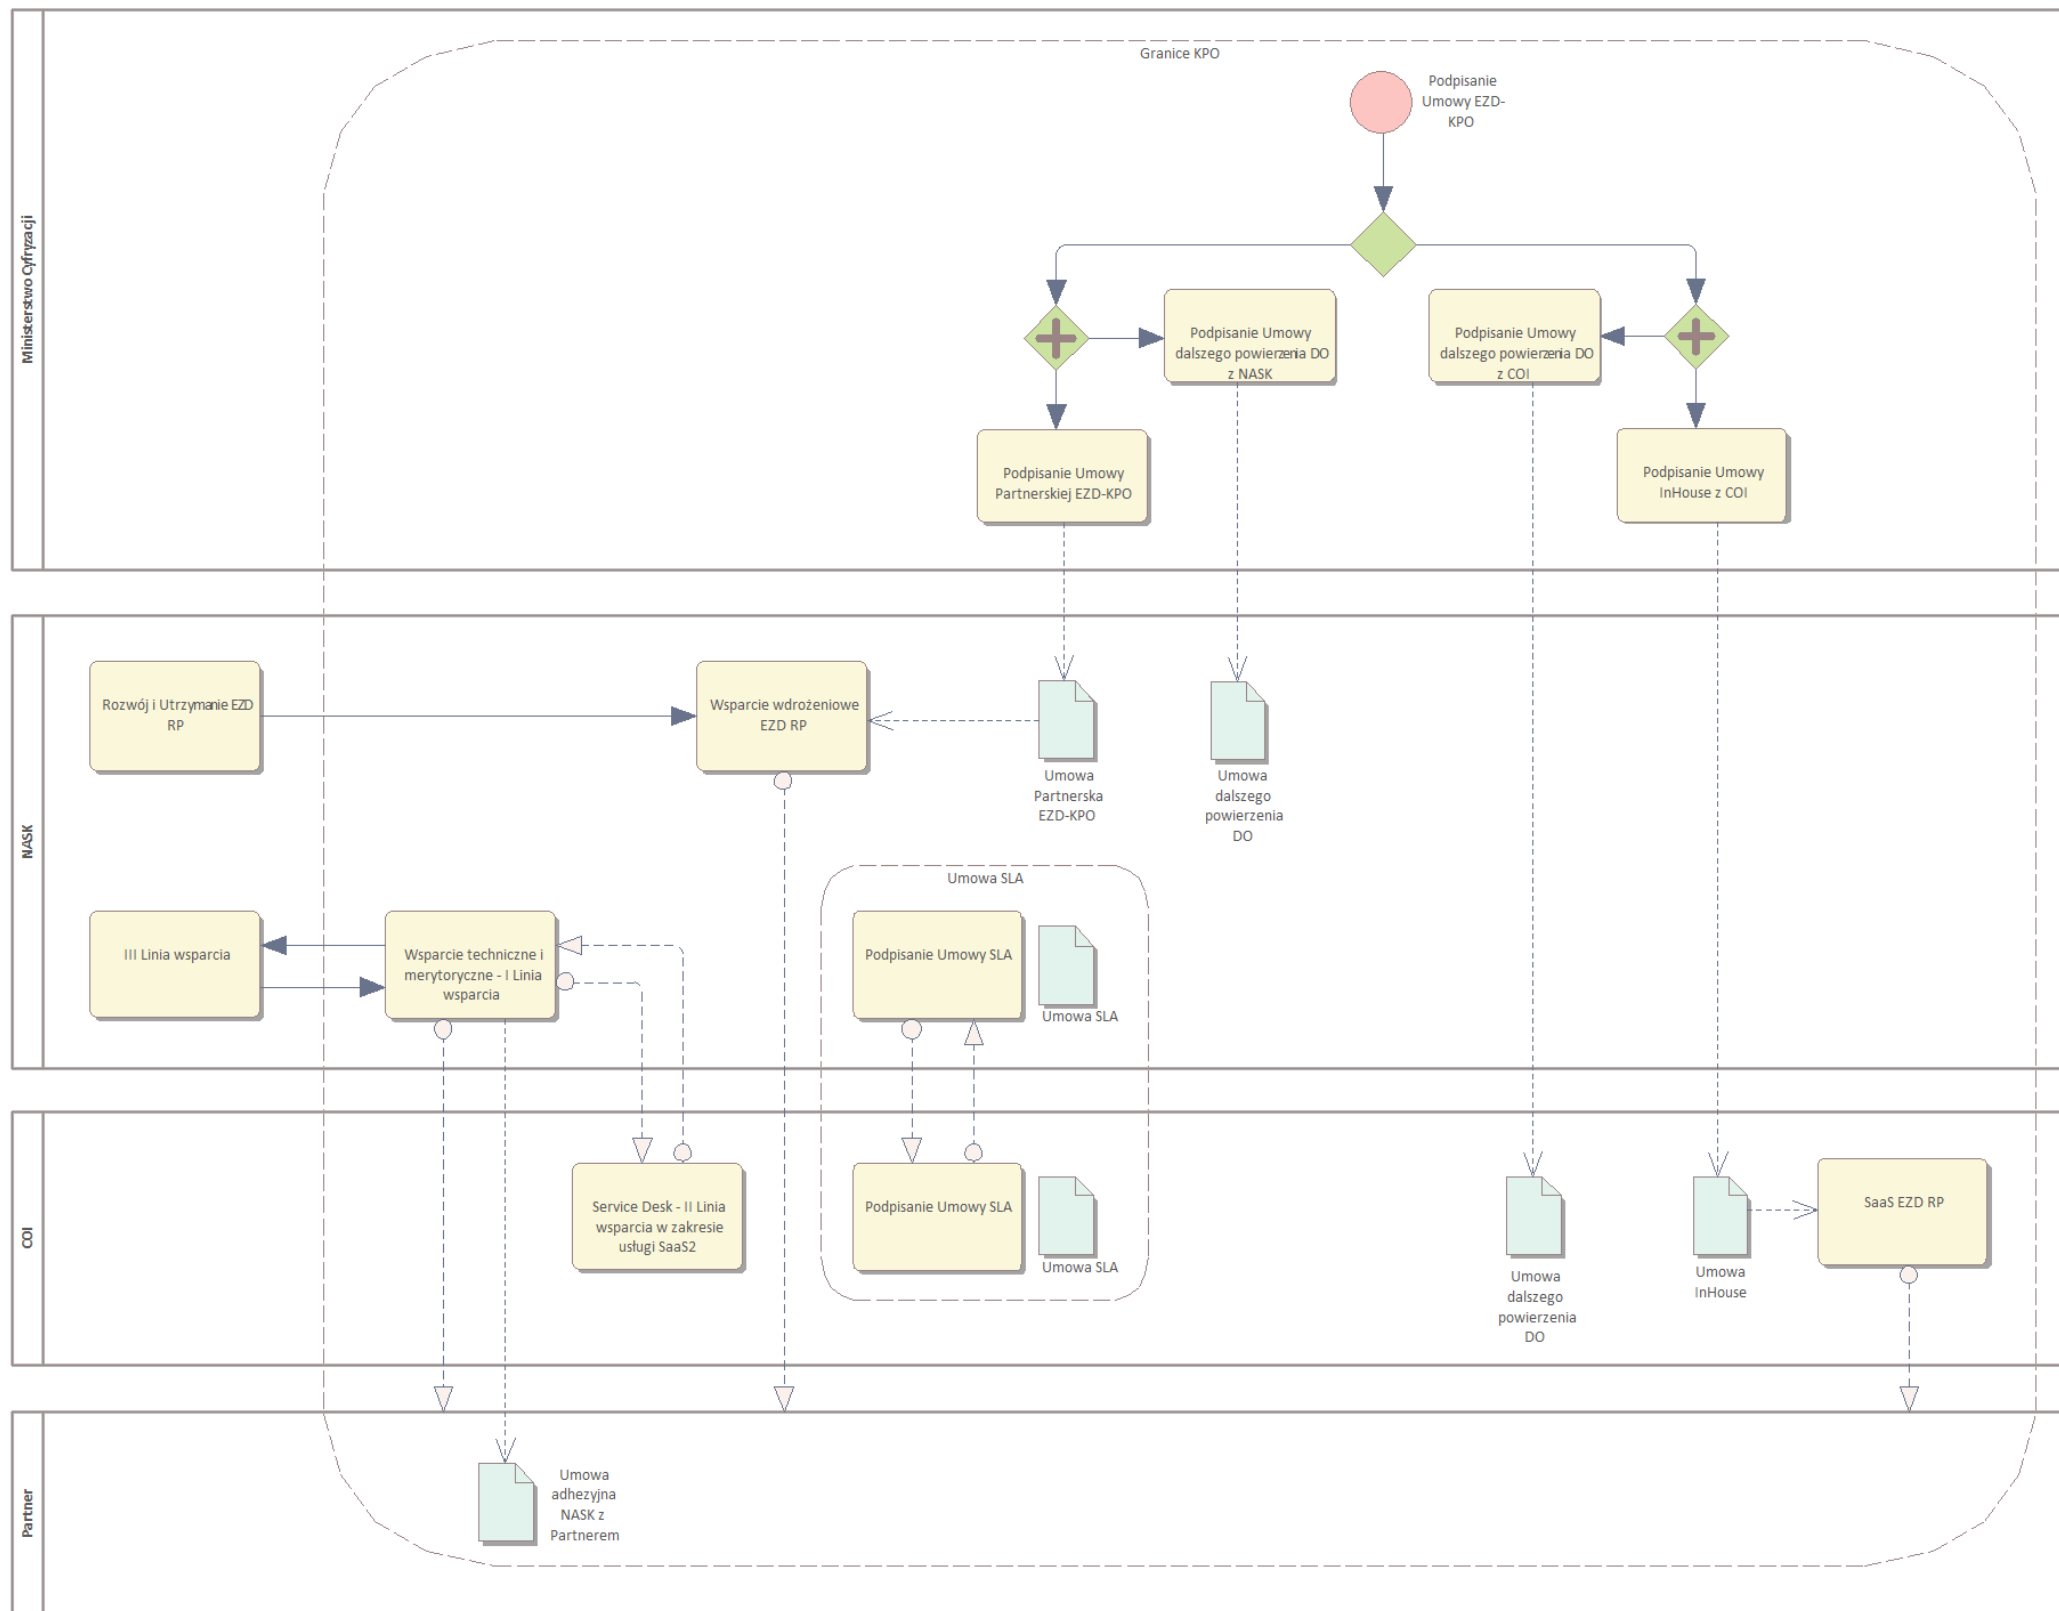 Granice KPO
Podpisanie
Umowy EZD-
KPO
Ministerstwo Cyfryzacji
Podpisanie Umowy
dalszego powierzenia DO
z NASK
Podpisanie Umowy
dalszego powierzenia DO
z COI
Podpisanie Umowy
Partnerskiej EZD-KPO
Podpisanie Umowy
InHouse z COI
NASK
Rozwój i Utrzymanie EZD
RP
Wsparcie wdrożeniowe
EZD RP
Umowa
Partnerska
EZD-KPO
Umowa
dalszego
powierzenia
DO
Umowa SLA
III Linia wsparcia
Wsparcie techniczne i
merytoryczne - I Linia
wsparcia
Podpisanie Umowy SLA
Umowa SLA
COI
Service Desk - II Linia
wsparcia w zakresie
usługi SaaS2
Podpisanie Umowy SLA
Umowa SLA
Umowa
dalszego
powierzenia
DO
Umowa
InHouse
SaaS EZD RP
Partner
Umowa
adhezyjna
NASK z
Partnerem